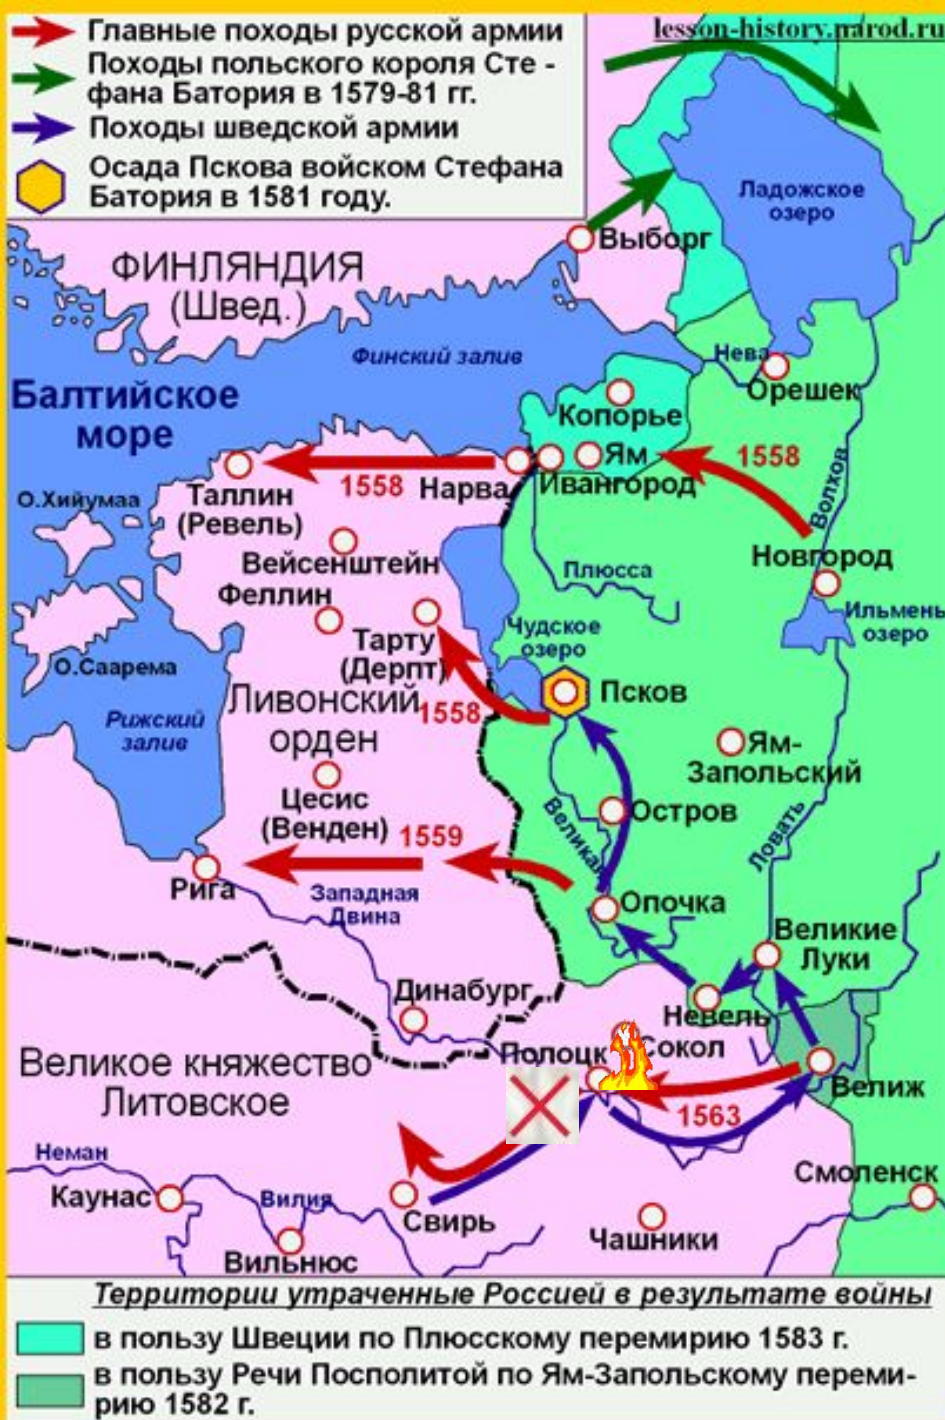 Главные походы русской армии
lesson-history.narod.ru
Походы польского короля Сте -
фана Батория в 1579-81 гг.
Походы шведской армии
Осада Пскова войском Стефана
Батория в 1581 году.
Ладожское
озеро
Выборг
ФИНЛЯНДИЯ
(Швед.)
Финский залив
Нева
Орешек
Балтийское
море
Копорье
Ям
1558
Волхов
Таллин
(Ревель)
1558
Нарва
Ивангород
О.Хийумаа
Вейсенштейн
Новгород
Феллин
Плюсса
Ильмень
озеро
Тарту
(Дерпт)
Чудское
озеро
О.Саарема
Ливонский
орден
1558
Псков
Рижский
залив
Ям-
Запольский
Цесис
(Венден)
Остров
1559
Великая
Ловать
Рига
Западная
Двина
Опочка
Великие
Луки
Динабург
Невель
Полоцк
Сокол
Великое княжество
Литовское
Велиж
1563
Неман
Каунас
Вилия
Свирь
Смоленск
Чашники
Вильнюс
Территории утраченные Россией в результате войны
в пользу Швеции по Плюсскому перемирию 1583 г.
в пользу Речи Посполитой по Ям-Запольскому переми-
рию 1582 г.